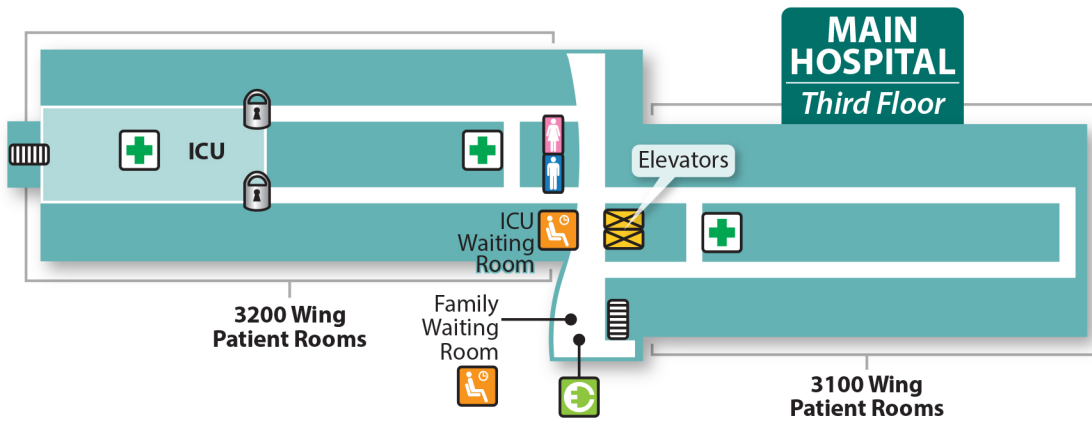 MAIN
HOSPITAL
Third Floor
ICU
Elevators
ICU
Waiting
Room
Family
Waiting
Room
3200 Wing
Patient Rooms
3100 Wing
Patient Rooms